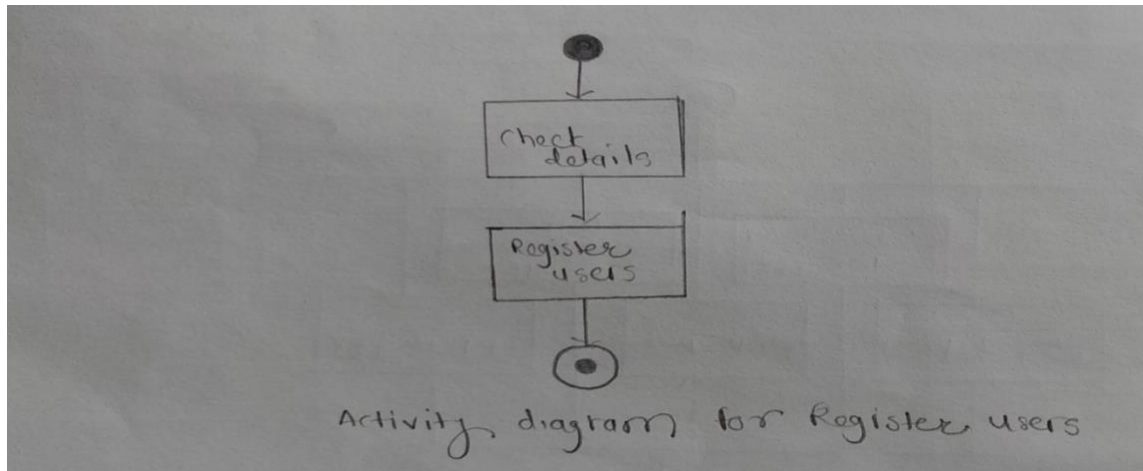 Check
details
Register
users
Activity diagram for Register users